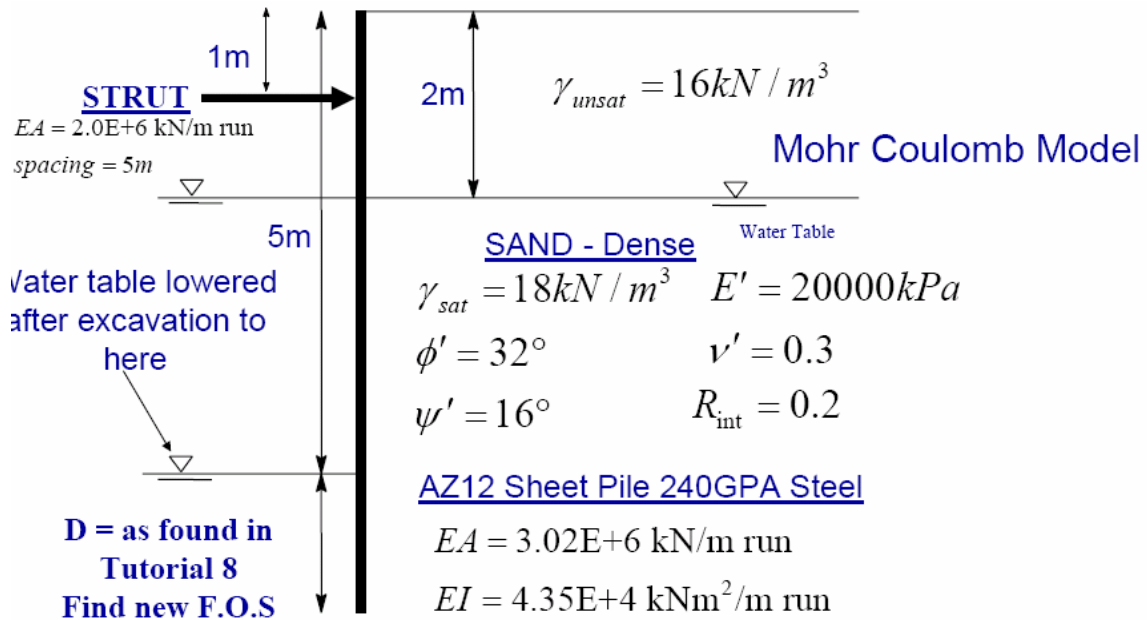 1m
STRUT
EA = 2.0E+6 kN/m run
spacing = 5m
2m
γunsat = 16kN / m³
Mohr Coulomb Model
5m
Water Table
SAND - Dense
γsat = 18kN / m³ E' = 20000kPa
ϕ' = 32° ν' = 0.3
ψ' = 16° Rint = 0.2
Vater table lowered
after excavation to
here
AZ12 Sheet Pile 240GPA Steel
EA = 3.02E+6 kN/m run
EI = 4.35E+4 kNm²/m run
D = as found in
Tutorial 8
Find new F.O.S